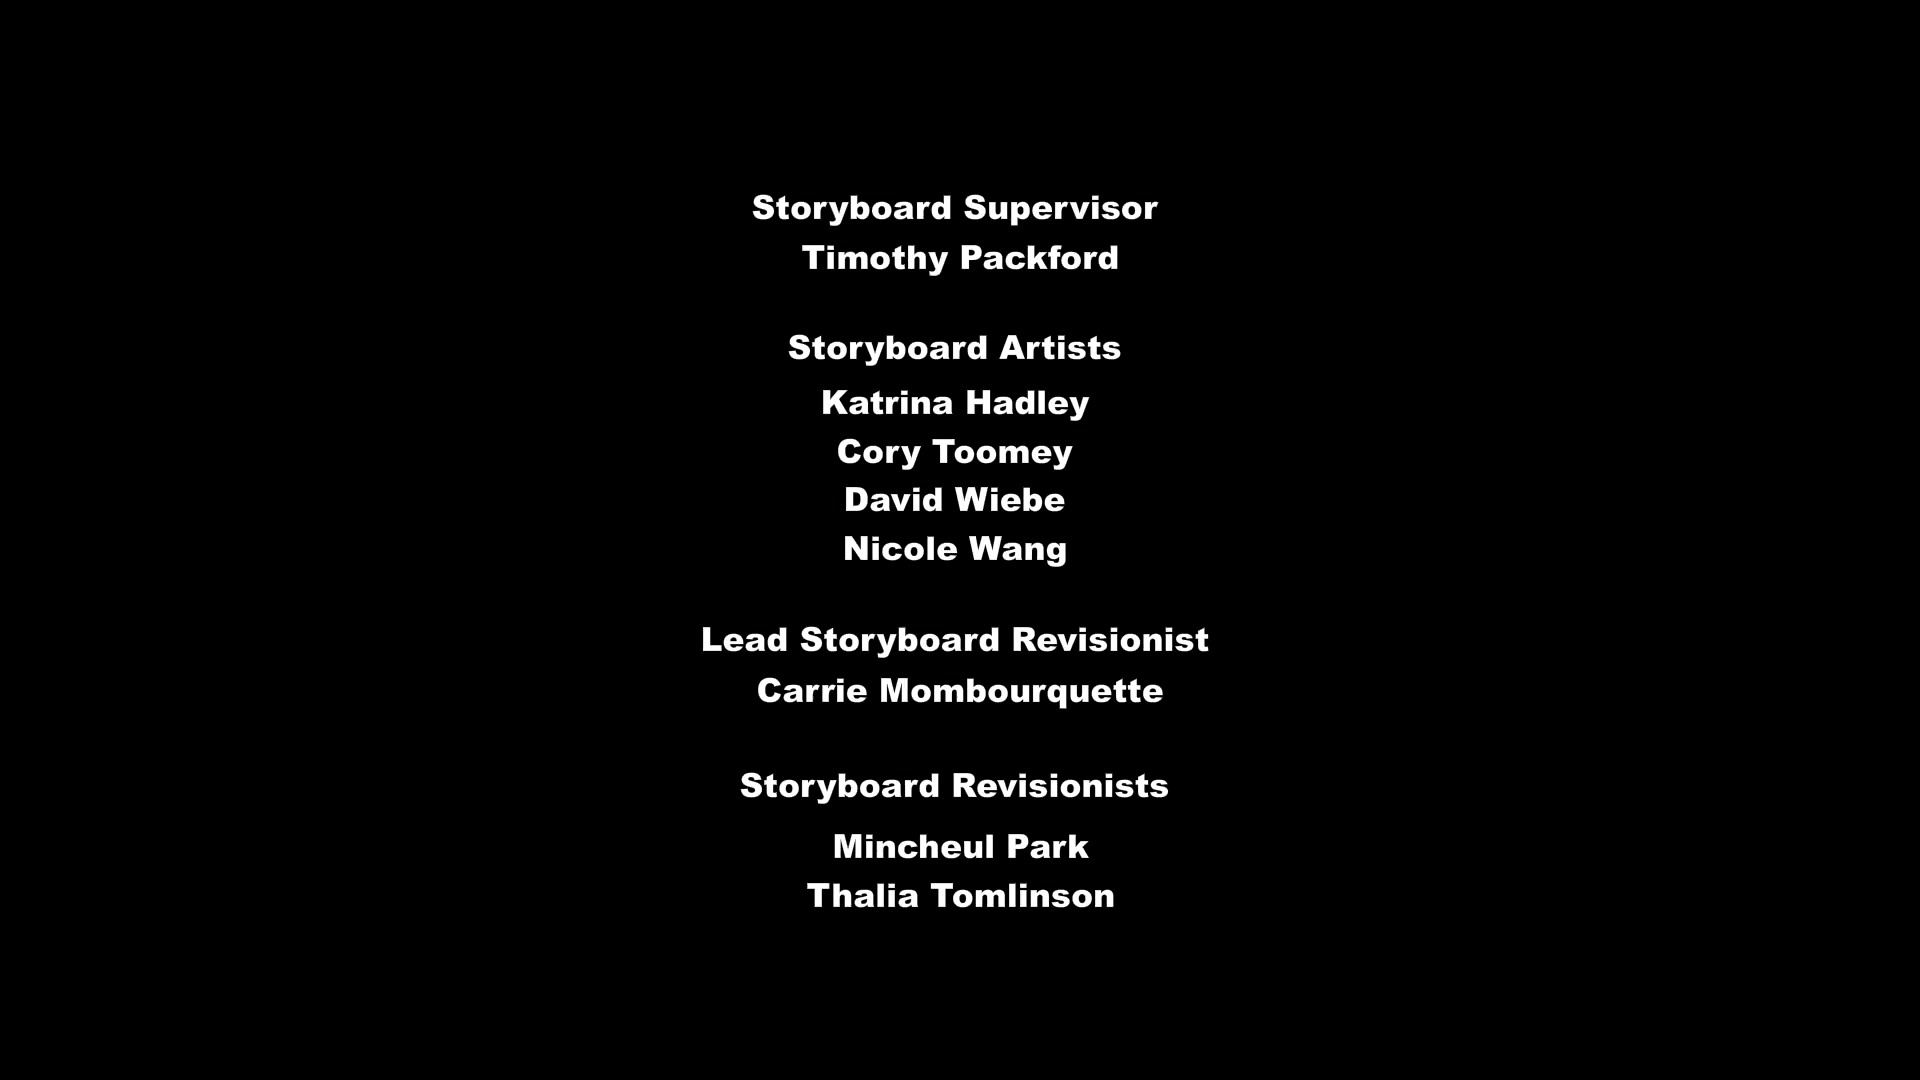 Storyboard Supervisor
Timothy Packford
Storyboard Artists
Katrina Hadley
Cory Toomey
David Wiebe
Nicole Wang
Lead Storyboard Revisionist
Carrie Mombourquette
Storyboard Revisionists
Mincheul Park
Thalia Tomlinson